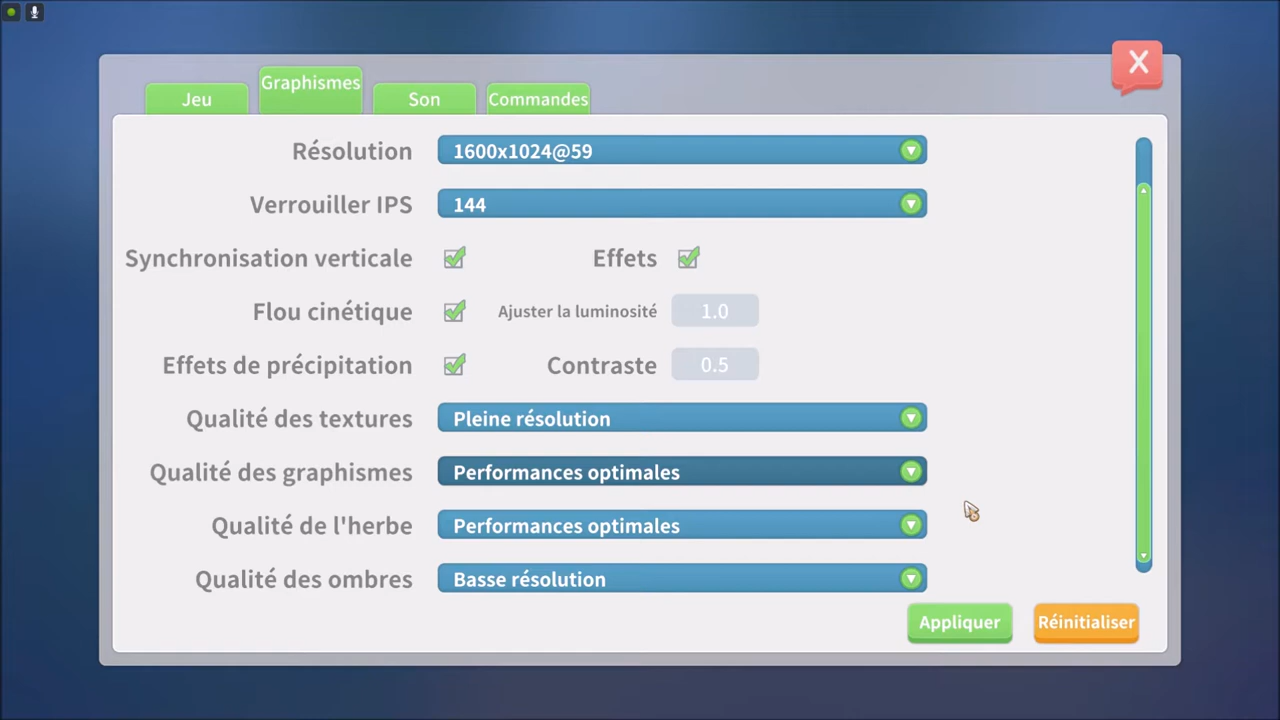 Jeu
Graphismes
Son
Commandes
X
Résolution
1600x1024@59
Verrouiller IPS
144
Synchronisation verticale
Effets
Flou cinétique
Ajuster la luminosité
1.0
Effets de précipitation
Contraste
0.5
Qualité des textures
Pleine résolution
Qualité des graphismes
Performances optimales
Qualité de l'herbe
Performances optimales
Qualité des ombres
Basse résolution
Appliquer
Réinitialiser